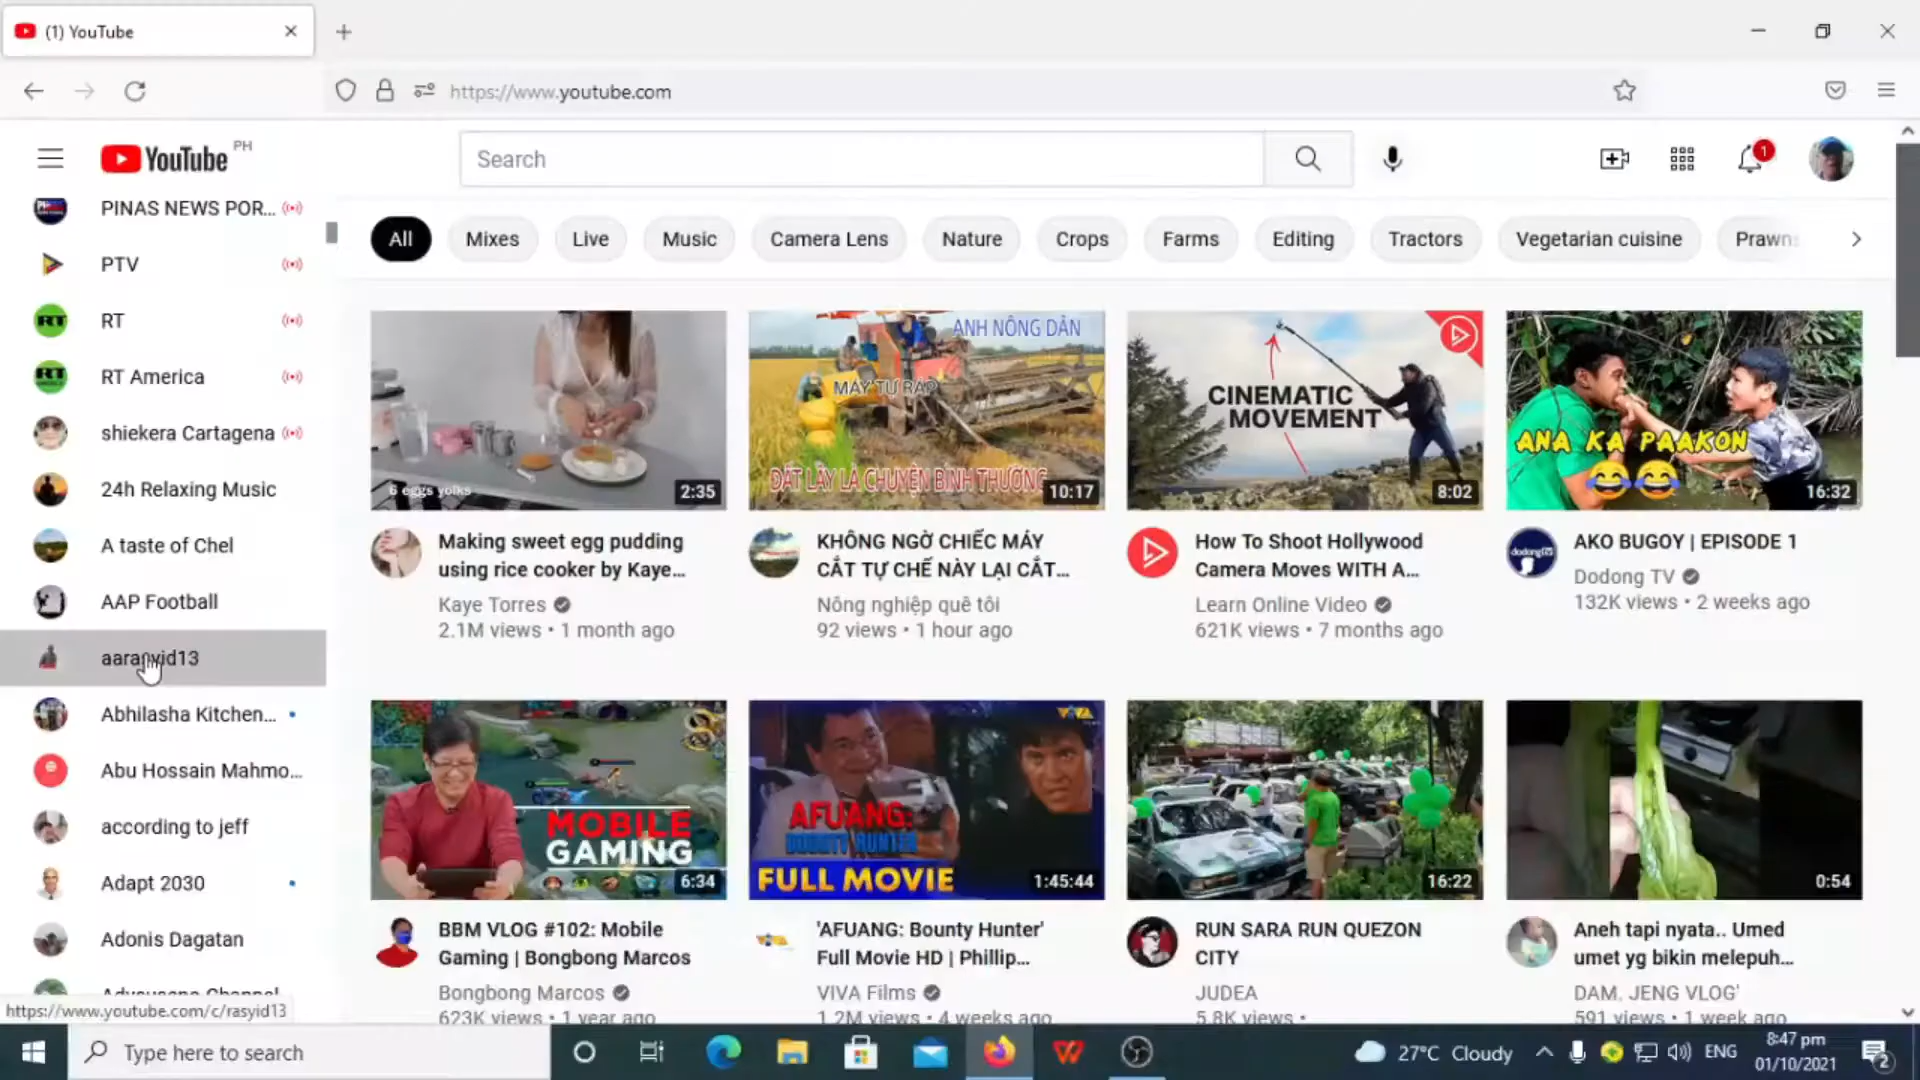 (1) YouTube
https://www.youtube.com
YouTube PH
Search
1
PINAS NEWS POR...
PTV
RT
RT America
shiekera Cartagena
24h Relaxing Music
A taste of Chel
AAP Football
aarasyid13
Abhilasha Kitchen...
Abu Hossain Mahmo...
according to jeff
Adapt 2030
Adonis Dagatan
https://www.youtube.com/c/rasyid13
All
Mixes
Live
Music
Camera Lens
Nature
Crops
Farms
Editing
Tractors
Vegetarian cuisine
Prawns
6 eggs yolks
2:35
Making sweet egg pudding
using rice cooker by Kaye...
Kaye Torres
2.1M views • 1 month ago
ANH NÔNG DÂN
MÁY TỰ RÁP
ĐẤT LẦY LÀ CHUYỆN BÌNH THƯỜNG
10:17
KHÔNG NGỜ CHIẾC MÁY
CẮT TỰ CHẾ NÀY LẠI CẮT...
Nông nghiệp quê tôi
92 views • 1 hour ago
CINEMATIC
MOVEMENT
8:02
How To Shoot Hollywood
Camera Moves WITH A...
Learn Online Video
621K views • 7 months ago
ANA KA PAAKON
16:32
dodongTV
AKO BUGOY | EPISODE 1
Dodong TV
132K views • 2 weeks ago
MOBILE
GAMING
6:34
BBM VLOG #102: Mobile
Gaming | Bongbong Marcos
Bongbong Marcos
623K views • 1 year ago
VIVA
AFUANG:
BOUNTY HUNTER
FULL MOVIE
1:45:44
'AFUANG: Bounty Hunter'
Full Movie HD | Phillip...
VIVA Films
1.2M views • 4 weeks ago
16:22
RUN SARA RUN QUEZON
CITY
JUDEA
5.8K views •
0:54
Aneh tapi nyata.. Umed
umet yg bikin melepuh...
DAM. JENG VLOG'
591 views • 1 week ago
Type here to search
27°C Cloudy
ENG
8:47 pm
01/10/2021
2